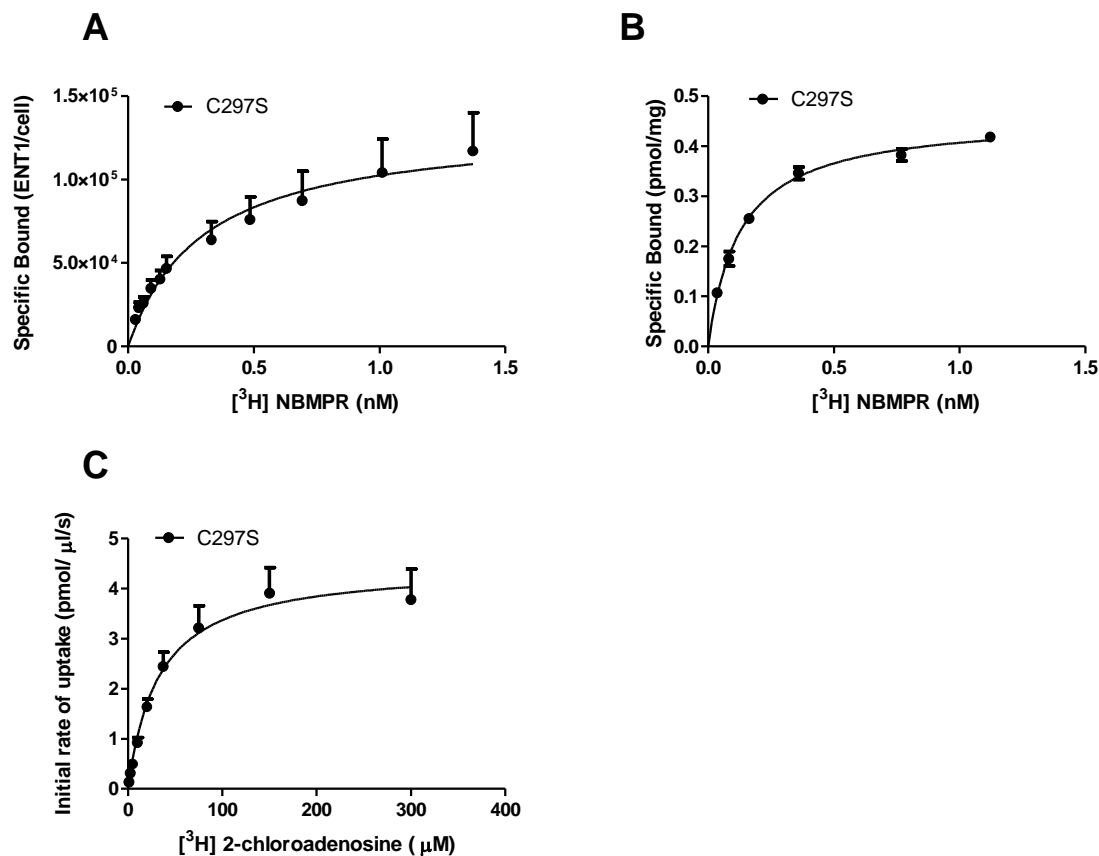 A
C297S
Specific Bound (ENT1/cell)
1.5×10⁵
1.0×10⁵
5.0×10⁴
0
0.0 0.5 1.0 1.5
[³H] NBMPR (nM)
B
C297S
Specific Bound (pmol/mg)
0.5
0.4
0.3
0.2
0.1
0.0
0.0 0.5 1.0 1.5
[³H] NBMPR (nM)
C
C297S
Initial rate of uptake (pmol/ μl/s)
5
4
3
2
1
0
0 100 200 300 400
[³H] 2-chloroadenosine ( μM)